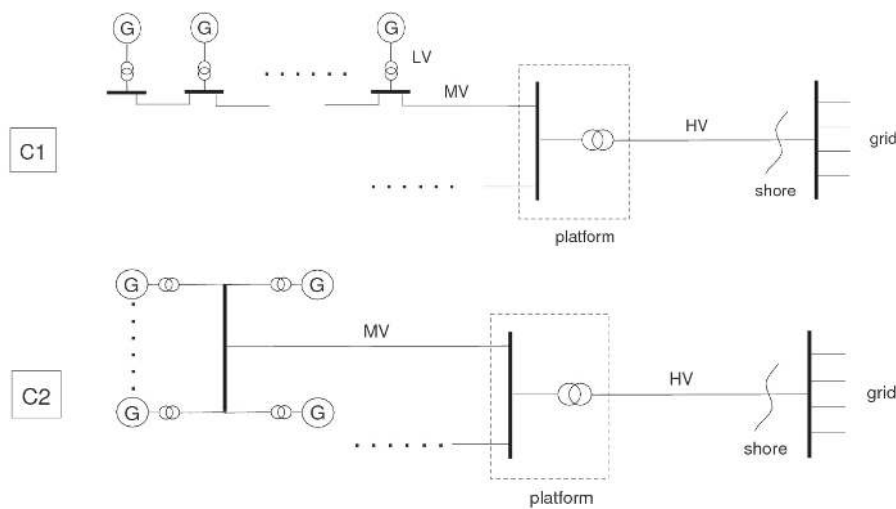 G G G
LV
MV
HV
C1
grid
shore
platform
G G
MV
HV
C2
grid
G G
shore
platform